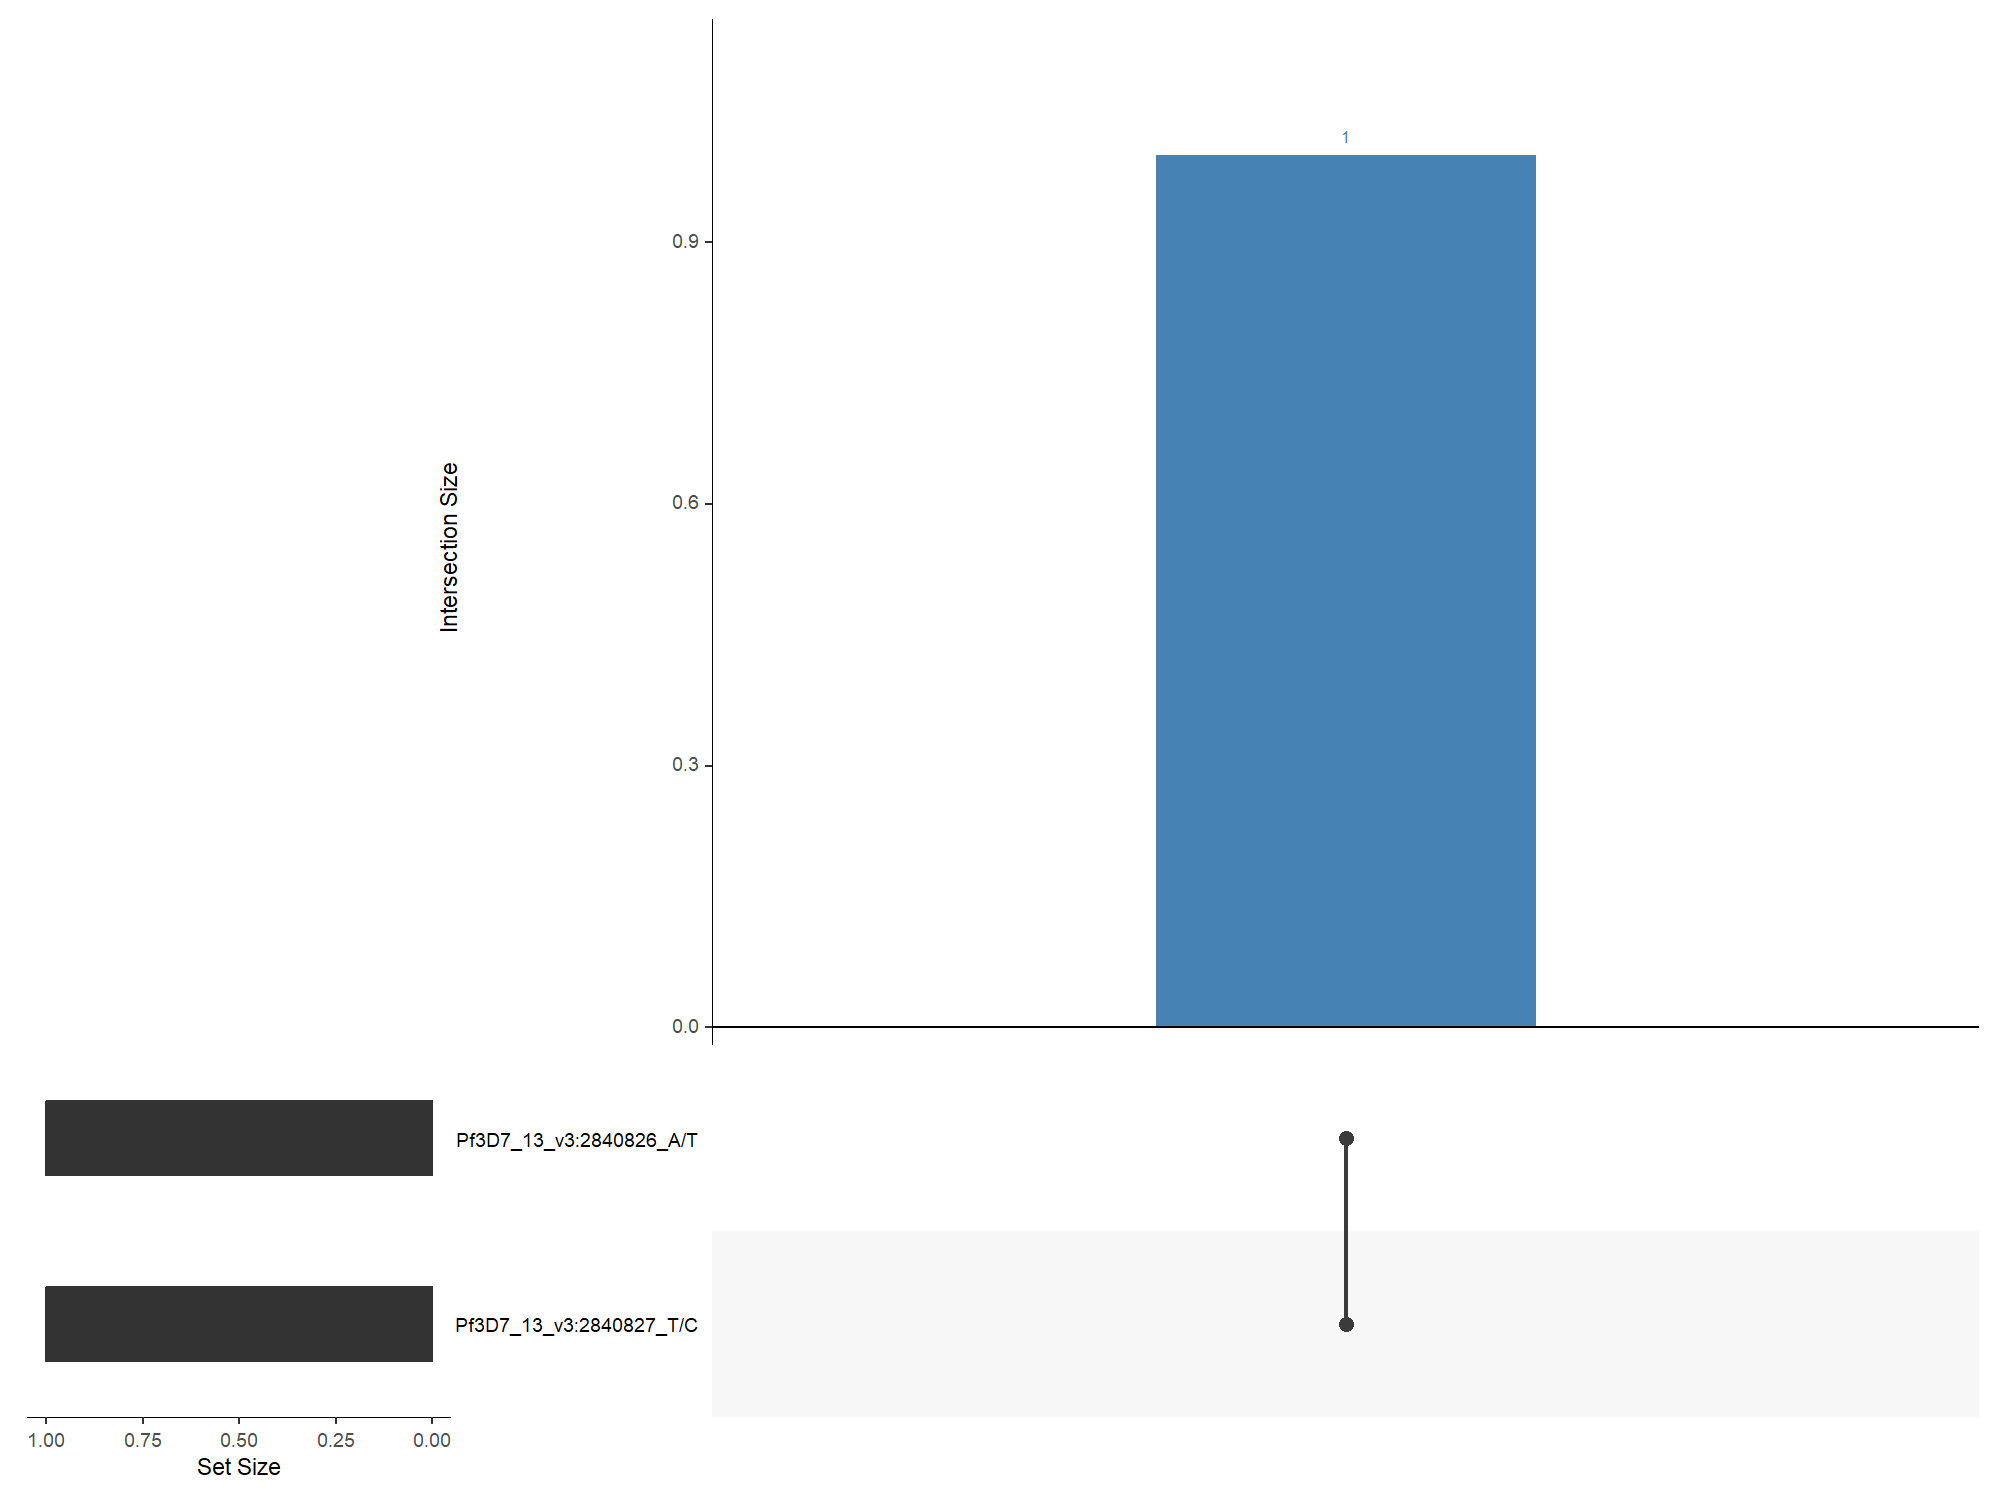 1
0.9
0.6
0.3
0.0
Intersection Size
Pf3D7_13_v3:2840826_A/T
Pf3D7_13_v3:2840827_T/C
1.00 0.75 0.50 0.25 0.00
Set Size